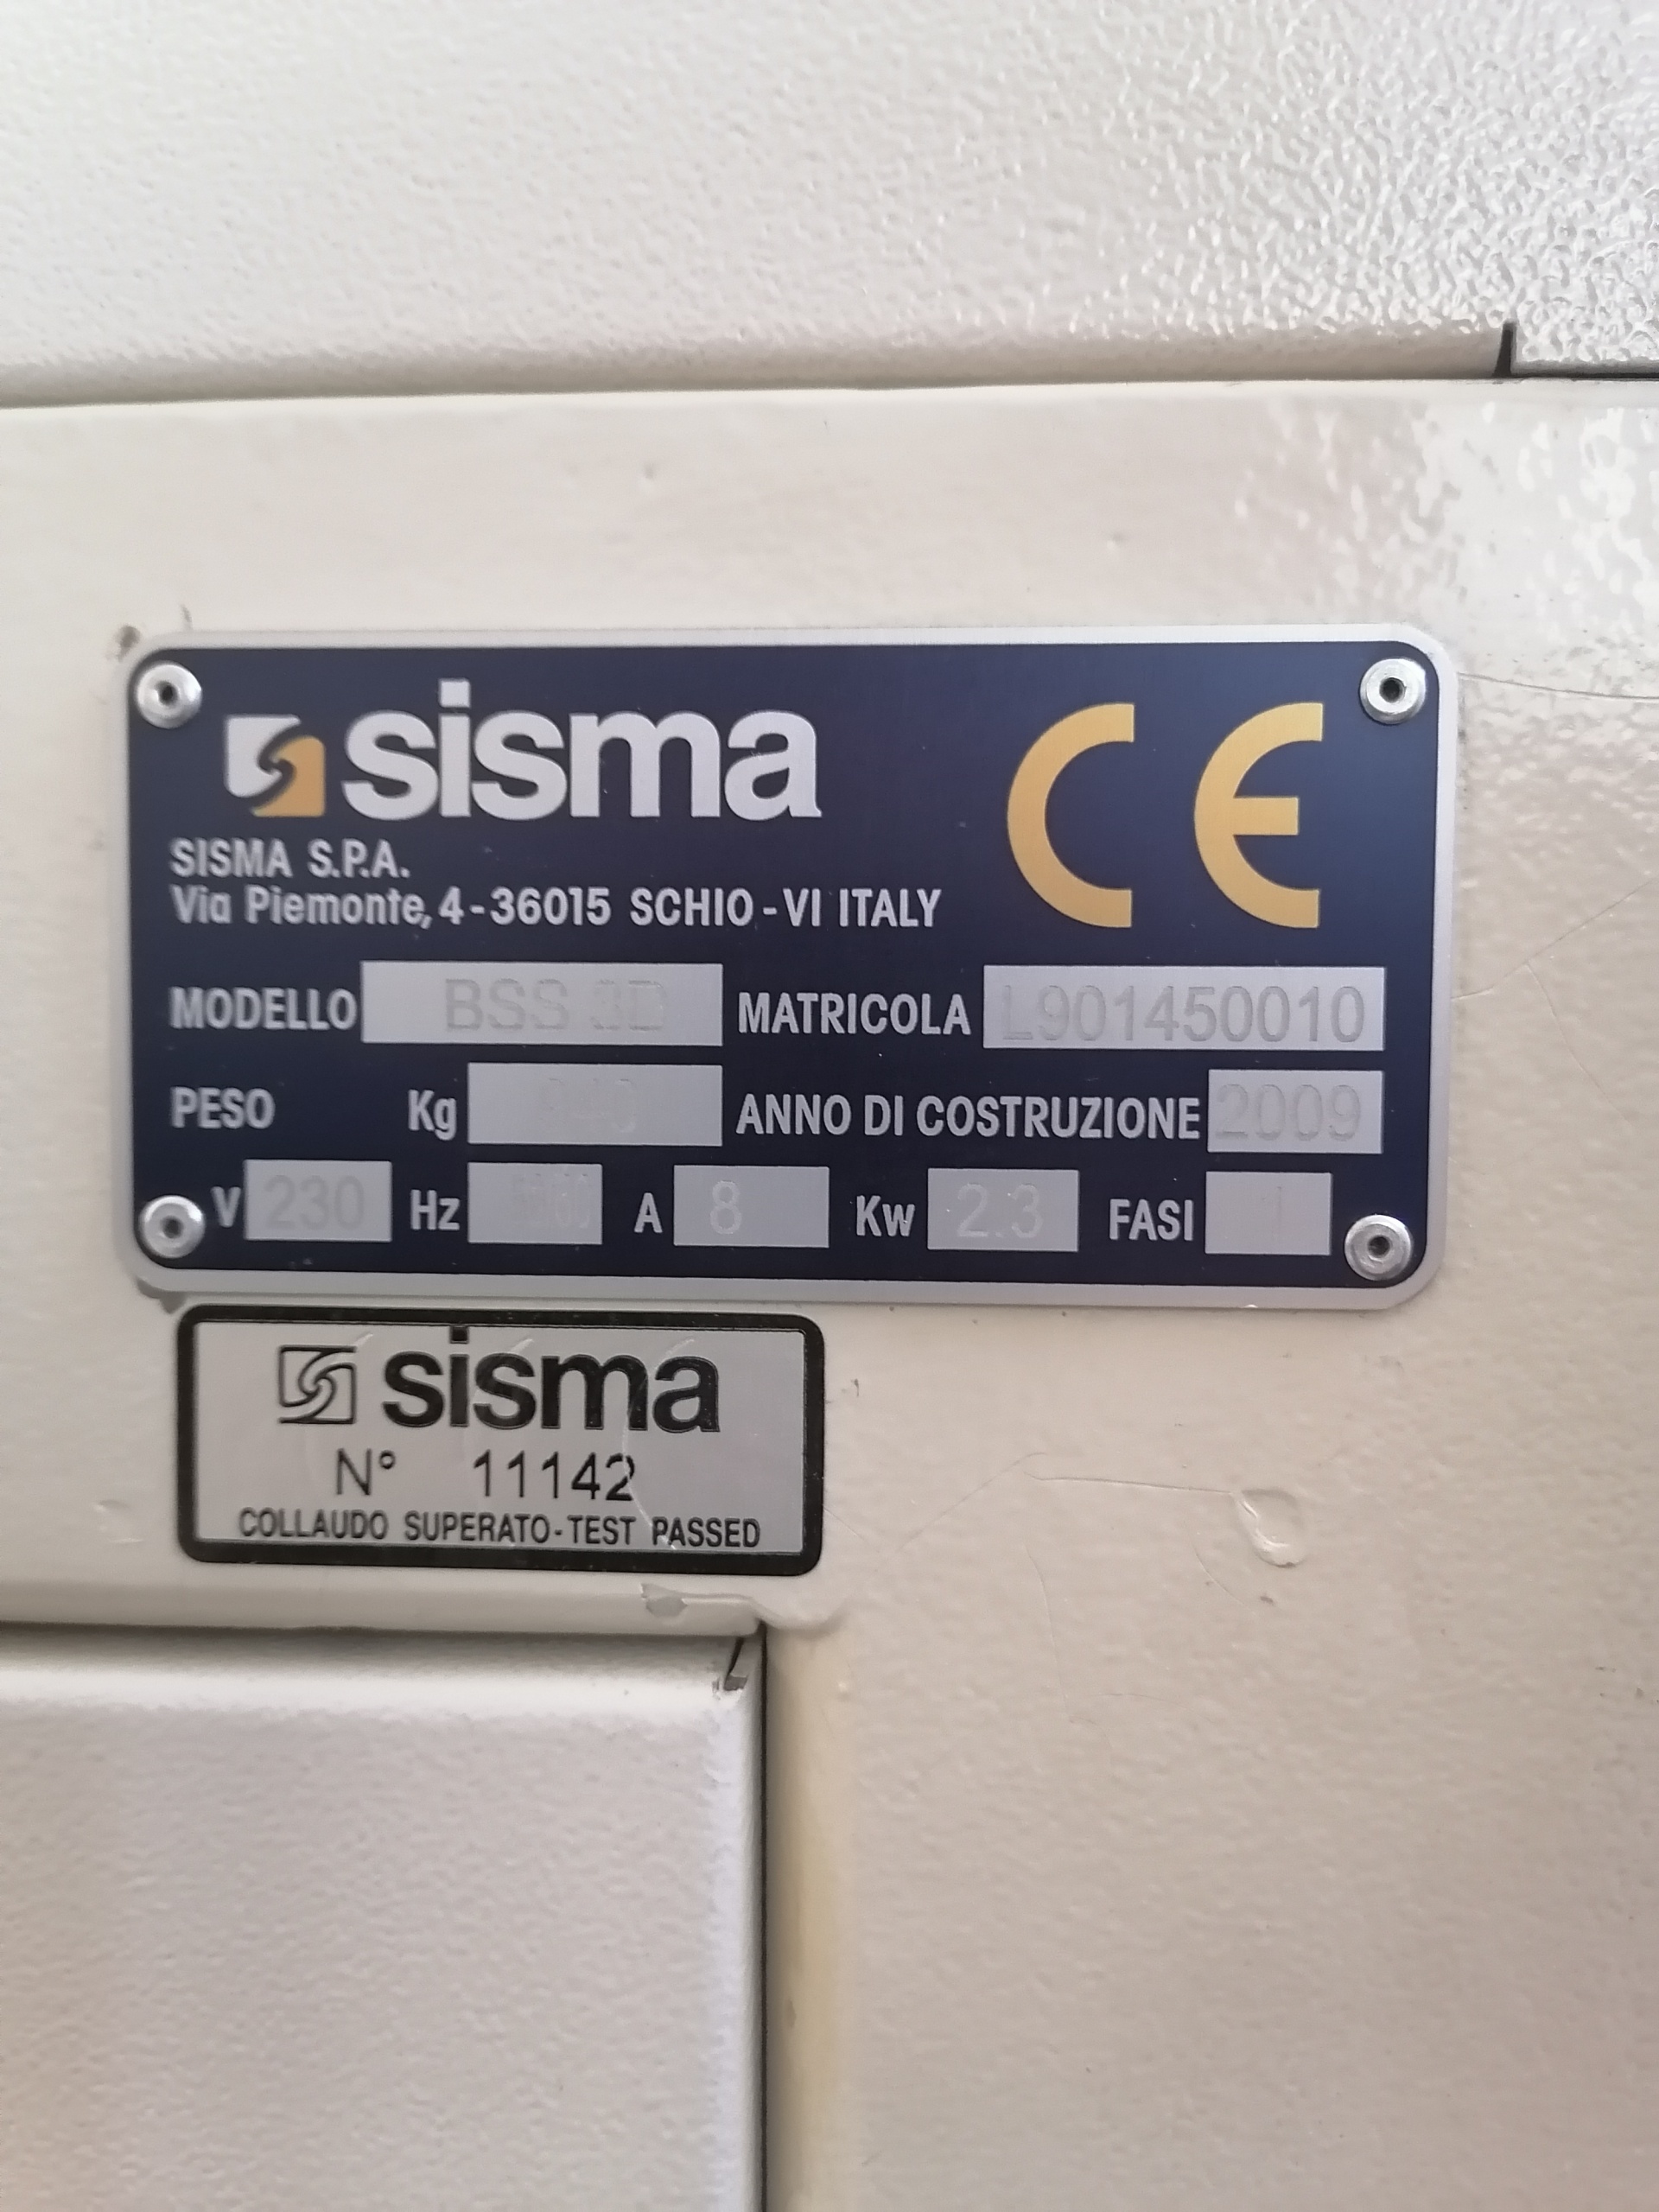 sisma
CE
SISMA S.P.A.
Via Piemonte, 4 - 36015 SCHIO - VI ITALY
MODELLO BSS 3D MATRICOLA L901450010
PESO Kg ANNO DI COSTRUZIONE 2009
V 230 Hz A 8 Kw 2.3 FASI 1
sisma
N° 11142
COLLAUDO SUPERATO - TEST PASSED